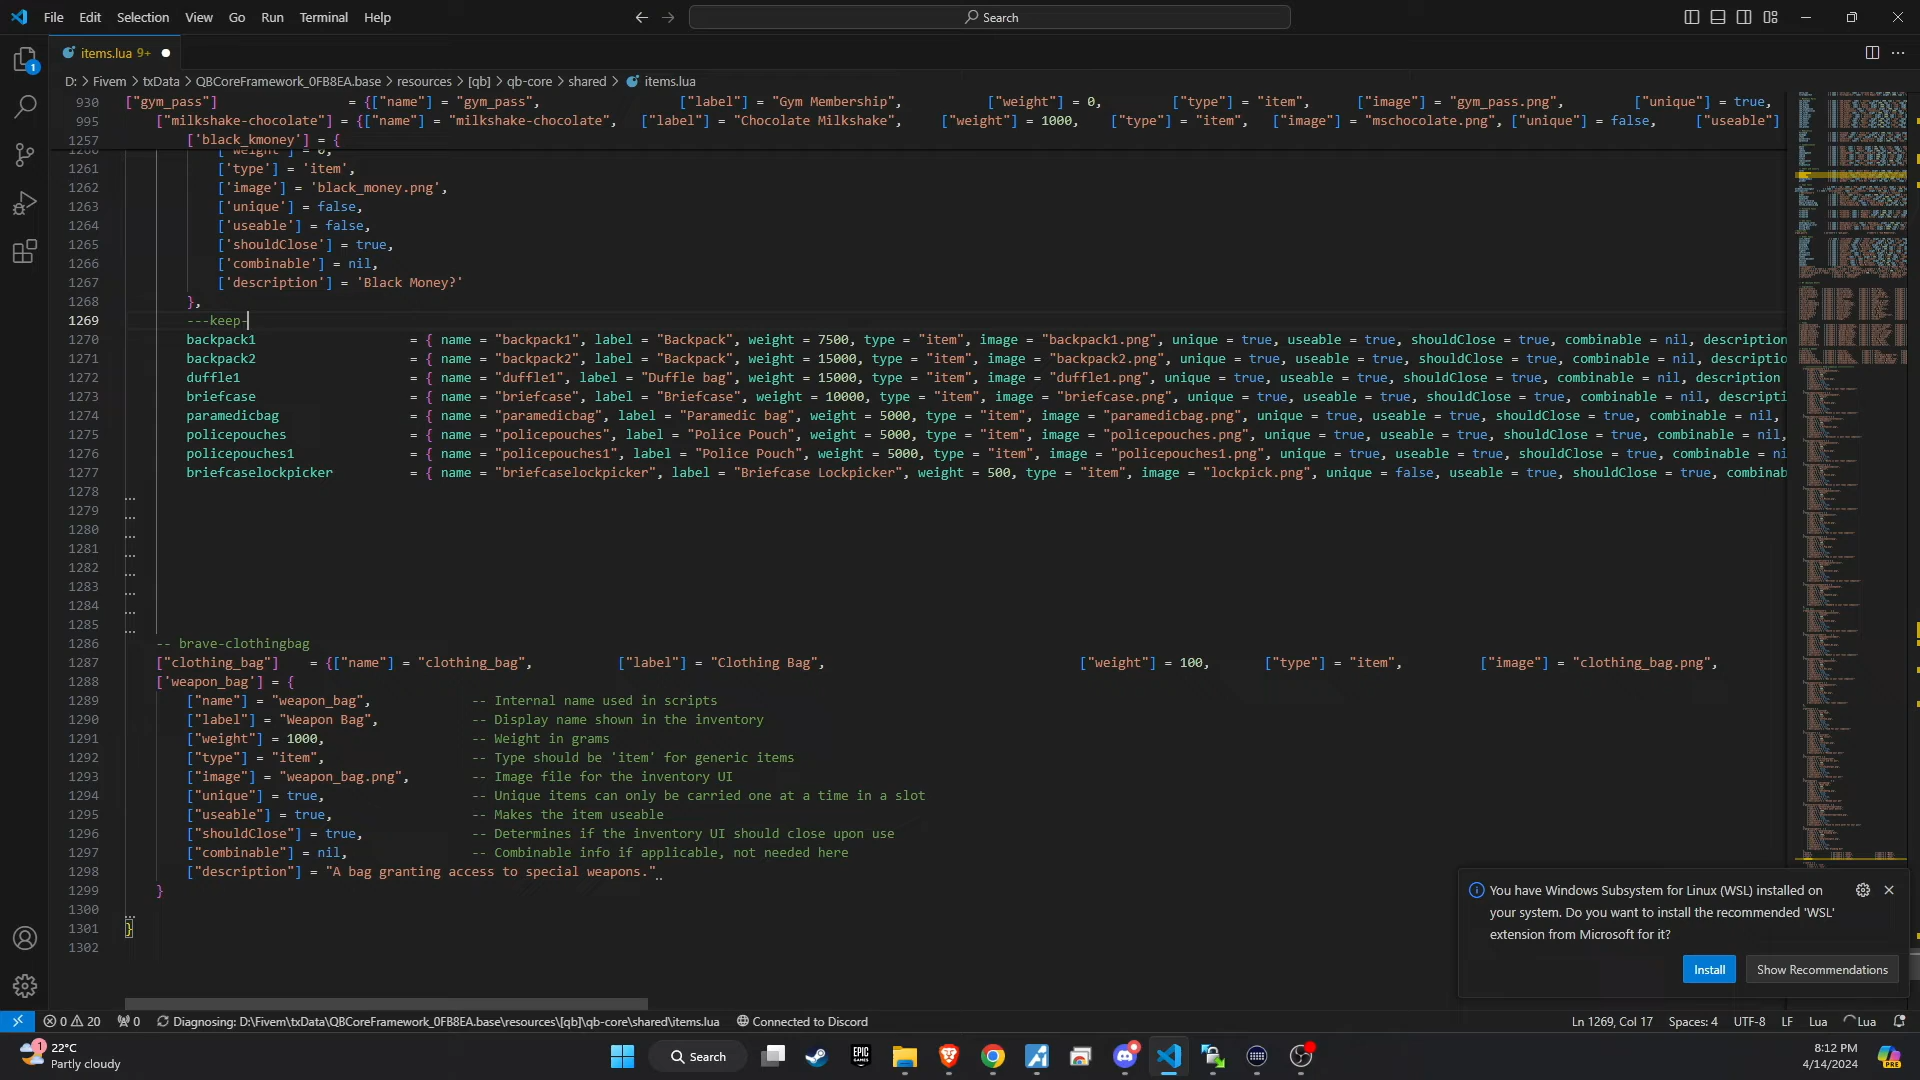 File Edit Selection View Go Run Terminal Help
Search
items.lua 9+
D: > Fivem > txData > QBCoreFramework_0FB8EA.base > resources > [qb] > qb-core > shared > items.lua
930 ["gym_pass"] = {["name"] = "gym_pass", ["label"] = "Gym Membership", ["weight"] = 0, ["type"] = "item", ["image"] = "gym_pass.png", ["unique"] = true,
995 ["milkshake-chocolate"] = {["name"] = "milkshake-chocolate", ["label"] = "Chocolate Milkshake", ["weight"] = 1000, ["type"] = "item", ["image"] = "mschocolate.png", ["unique"] = false, ["useable"]
1257 ['black_kmoney'] = {
1260 ['weight'] = 0,
1261 ['type'] = 'item',
1262 ['image'] = 'black_money.png',
1263 ['unique'] = false,
1264 ['useable'] = false,
1265 ['shouldClose'] = true,
1266 ['combinable'] = nil,
1267 ['description'] = 'Black Money?'
1268 },
1269 ---keep-
1270 backpack1 = { name = "backpack1", label = "Backpack", weight = 7500, type = "item", image = "backpack1.png", unique = true, useable = true, shouldClose = true, combinable = nil, description
1271 backpack2 = { name = "backpack2", label = "Backpack", weight = 15000, type = "item", image = "backpack2.png", unique = true, useable = true, shouldClose = true, combinable = nil, descriptio
1272 duffle1 = { name = "duffle1", label = "Duffle bag", weight = 15000, type = "item", image = "duffle1.png", unique = true, useable = true, shouldClose = true, combinable = nil, description
1273 briefcase = { name = "briefcase", label = "Briefcase", weight = 10000, type = "item", image = "briefcase.png", unique = true, useable = true, shouldClose = true, combinable = nil, descripti
1274 paramedicbag = { name = "paramedicbag", label = "Paramedic bag", weight = 5000, type = "item", image = "paramedicbag.png", unique = true, useable = true, shouldClose = true, combinable = nil,
1275 policepouches = { name = "policepouches", label = "Police Pouch", weight = 5000, type = "item", image = "policepouches.png", unique = true, useable = true, shouldClose = true, combinable = nil,
1276 policepouches1 = { name = "policepouches1", label = "Police Pouch", weight = 5000, type = "item", image = "policepouches1.png", unique = true, useable = true, shouldClose = true, combinable = ni
1277 briefcaselockpicker = { name = "briefcaselockpicker", label = "Briefcase Lockpicker", weight = 500, type = "item", image = "lockpick.png", unique = false, useable = true, shouldClose = true, combinab
1278
1279
1280
1281
1282
1283
1284
1285
1286 -- brave-clothingbag
1287 ["clothing_bag"] = {["name"] = "clothing_bag", ["label"] = "Clothing Bag", ["weight"] = 100, ["type"] = "item", ["image"] = "clothing_bag.png",
1288 ['weapon_bag'] = {
1289 ["name"] = "weapon_bag", -- Internal name used in scripts
1290 ["label"] = "Weapon Bag", -- Display name shown in the inventory
1291 ["weight"] = 1000, -- Weight in grams
1292 ["type"] = "item", -- Type should be 'item' for generic items
1293 ["image"] = "weapon_bag.png", -- Image file for the inventory UI
1294 ["unique"] = true, -- Unique items can only be carried one at a time in a slot
1295 ["useable"] = true, -- Makes the item useable
1296 ["shouldClose"] = true, -- Determines if the inventory UI should close upon use
1297 ["combinable"] = nil, -- Combinable info if applicable, not needed here
1298 ["description"] = "A bag granting access to special weapons."
1299 }
1300
1301 }
1302
You have Windows Subsystem for Linux (WSL) installed on
your system. Do you want to install the recommended 'WSL'
extension from Microsoft for it?
Install Show Recommendations
0 20 0 Diagnosing: D:\Fivem\txData\QBCoreFramework_0FB8EA.base\resources\[qb]\qb-core\shared\items.lua Connected to Discord Ln 1269, Col 17 Spaces: 4 UTF-8 LF Lua Lua
1 22°C
Partly cloudy
Search
EPIC GAMES
8:12 PM
4/14/2024
PRE